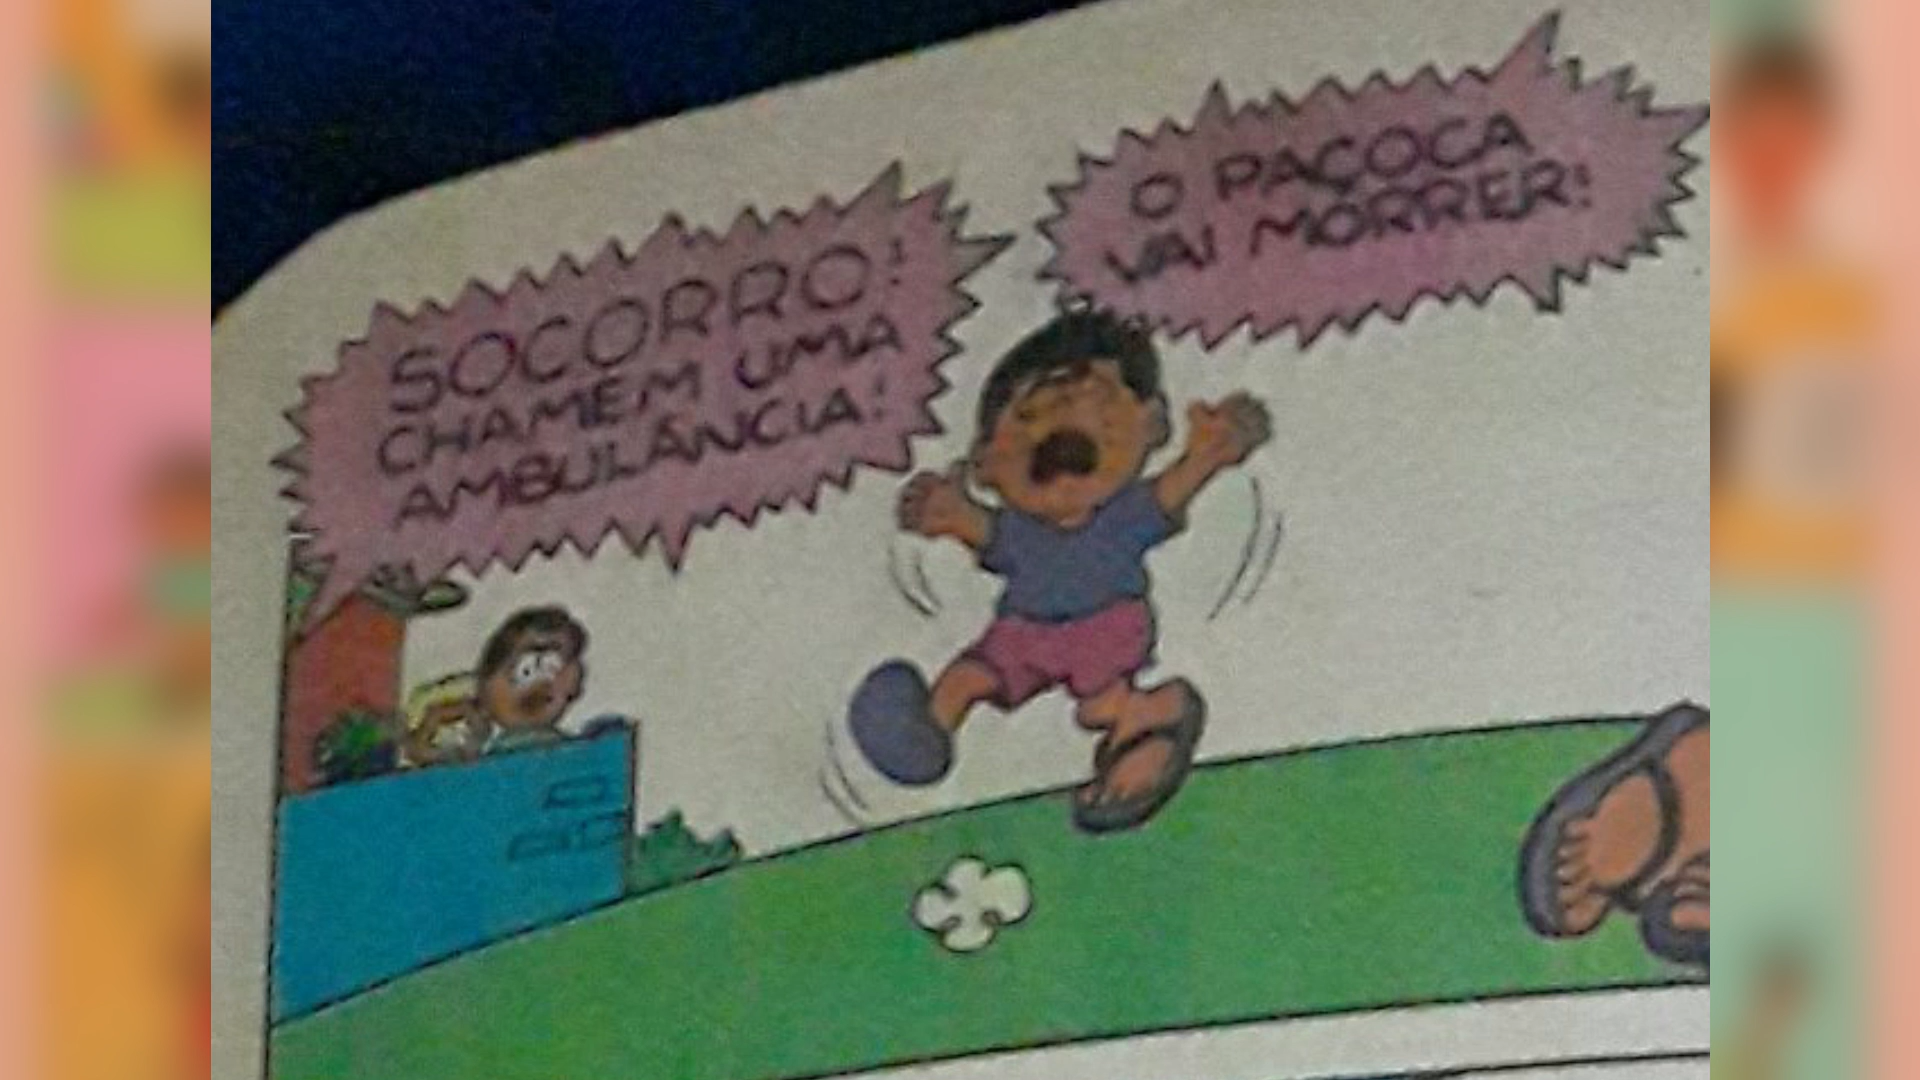 SOCORRO!
CHAMEM UMA
AMBULÂNCIA!
O PAÇOCA
VAI MORRER!